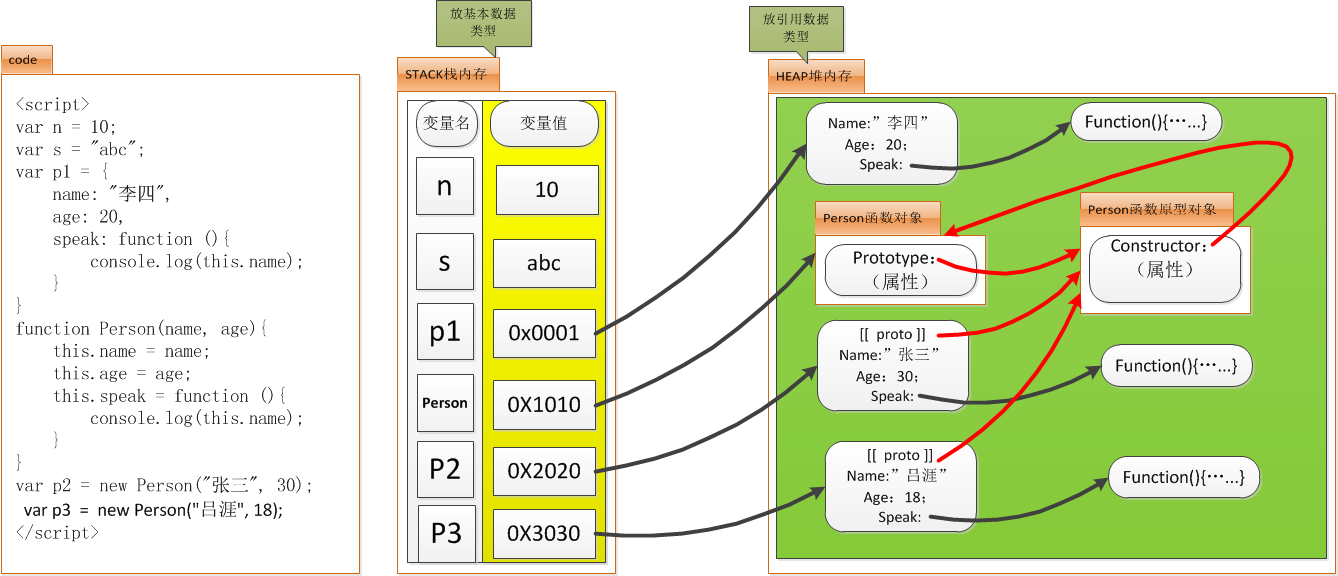 code
<script>
var n = 10;
var s = "abc";
var p1 = {
name: "李四",
age: 20,
speak: function (){
console.log(this.name);
}
}
function Person(name, age){
this.name = name;
this.age = age;
this.speak = function (){
console.log(this.name);
}
}
var p2 = new Person("张三", 30);
var p3 = new Person("吕涯", 18);
</script>
放基本数据
类型
STACK栈内存
变量名 变量值
n 10
s abc
p1 0x0001
Person 0X1010
P2 0X2020
P3 0X3030
放引用数据
类型
HEAP堆内存
Name:”李四”
Age：20；
Speak:
Function(){⋯...}
Person函数对象
Prototype：
（属性）
Person函数原型对象
Constructor：
（属性）
[[ proto ]]
Name:”张三”
Age：30；
Speak:
Function(){⋯...}
[[ proto ]]
Name:”吕涯”
Age：18；
Speak:
Function(){⋯...}